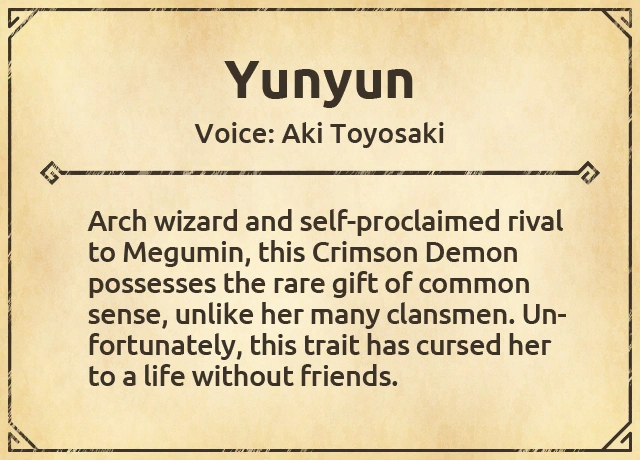 Yunyun
Voice: Aki Toyosaki
Arch wizard and self-proclaimed rival
to Megumin, this Crimson Demon
possesses the rare gift of common
sense, unlike her many clansmen. Un-
fortunately, this trait has cursed her
to a life without friends.